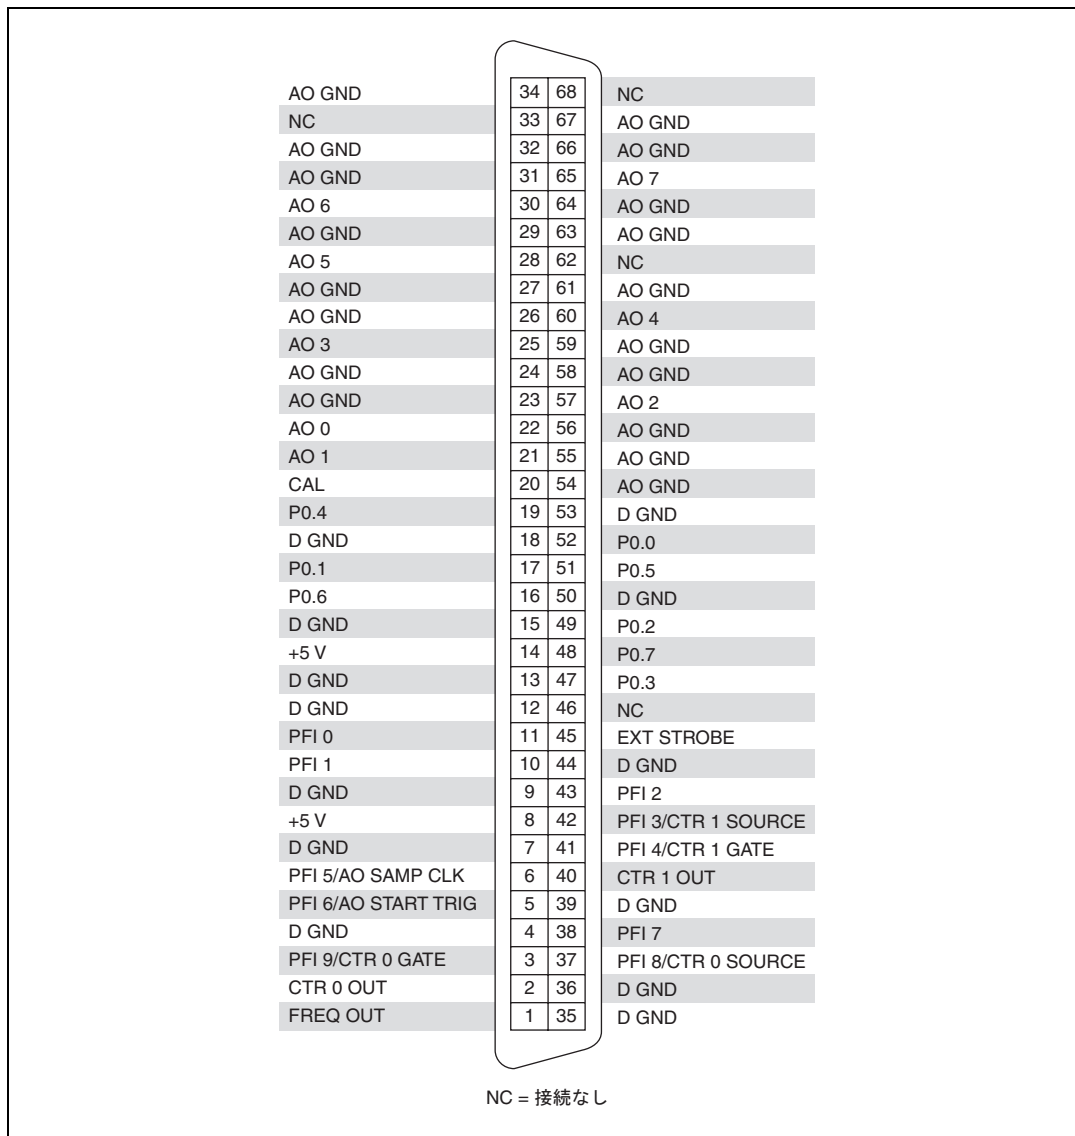 AO GND 34 68 NC
NC 33 67 AO GND
AO GND 32 66 AO GND
AO GND 31 65 AO 7
AO 6 30 64 AO GND
AO GND 29 63 AO GND
AO 5 28 62 NC
AO GND 27 61 AO GND
AO GND 26 60 AO 4
AO 3 25 59 AO GND
AO GND 24 58 AO GND
AO GND 23 57 AO 2
AO 0 22 56 AO GND
AO 1 21 55 AO GND
CAL 20 54 AO GND
P0.4 19 53 D GND
D GND 18 52 P0.0
P0.1 17 51 P0.5
P0.6 16 50 D GND
D GND 15 49 P0.2
+5 V 14 48 P0.7
D GND 13 47 P0.3
D GND 12 46 NC
PFI 0 11 45 EXT STROBE
PFI 1 10 44 D GND
D GND 9 43 PFI 2
+5 V 8 42 PFI 3/CTR 1 SOURCE
D GND 7 41 PFI 4/CTR 1 GATE
PFI 5/AO SAMP CLK 6 40 CTR 1 OUT
PFI 6/AO START TRIG 5 39 D GND
D GND 4 38 PFI 7
PFI 9/CTR 0 GATE 3 37 PFI 8/CTR 0 SOURCE
CTR 0 OUT 2 36 D GND
FREQ OUT 1 35 D GND
NC = 接続なし